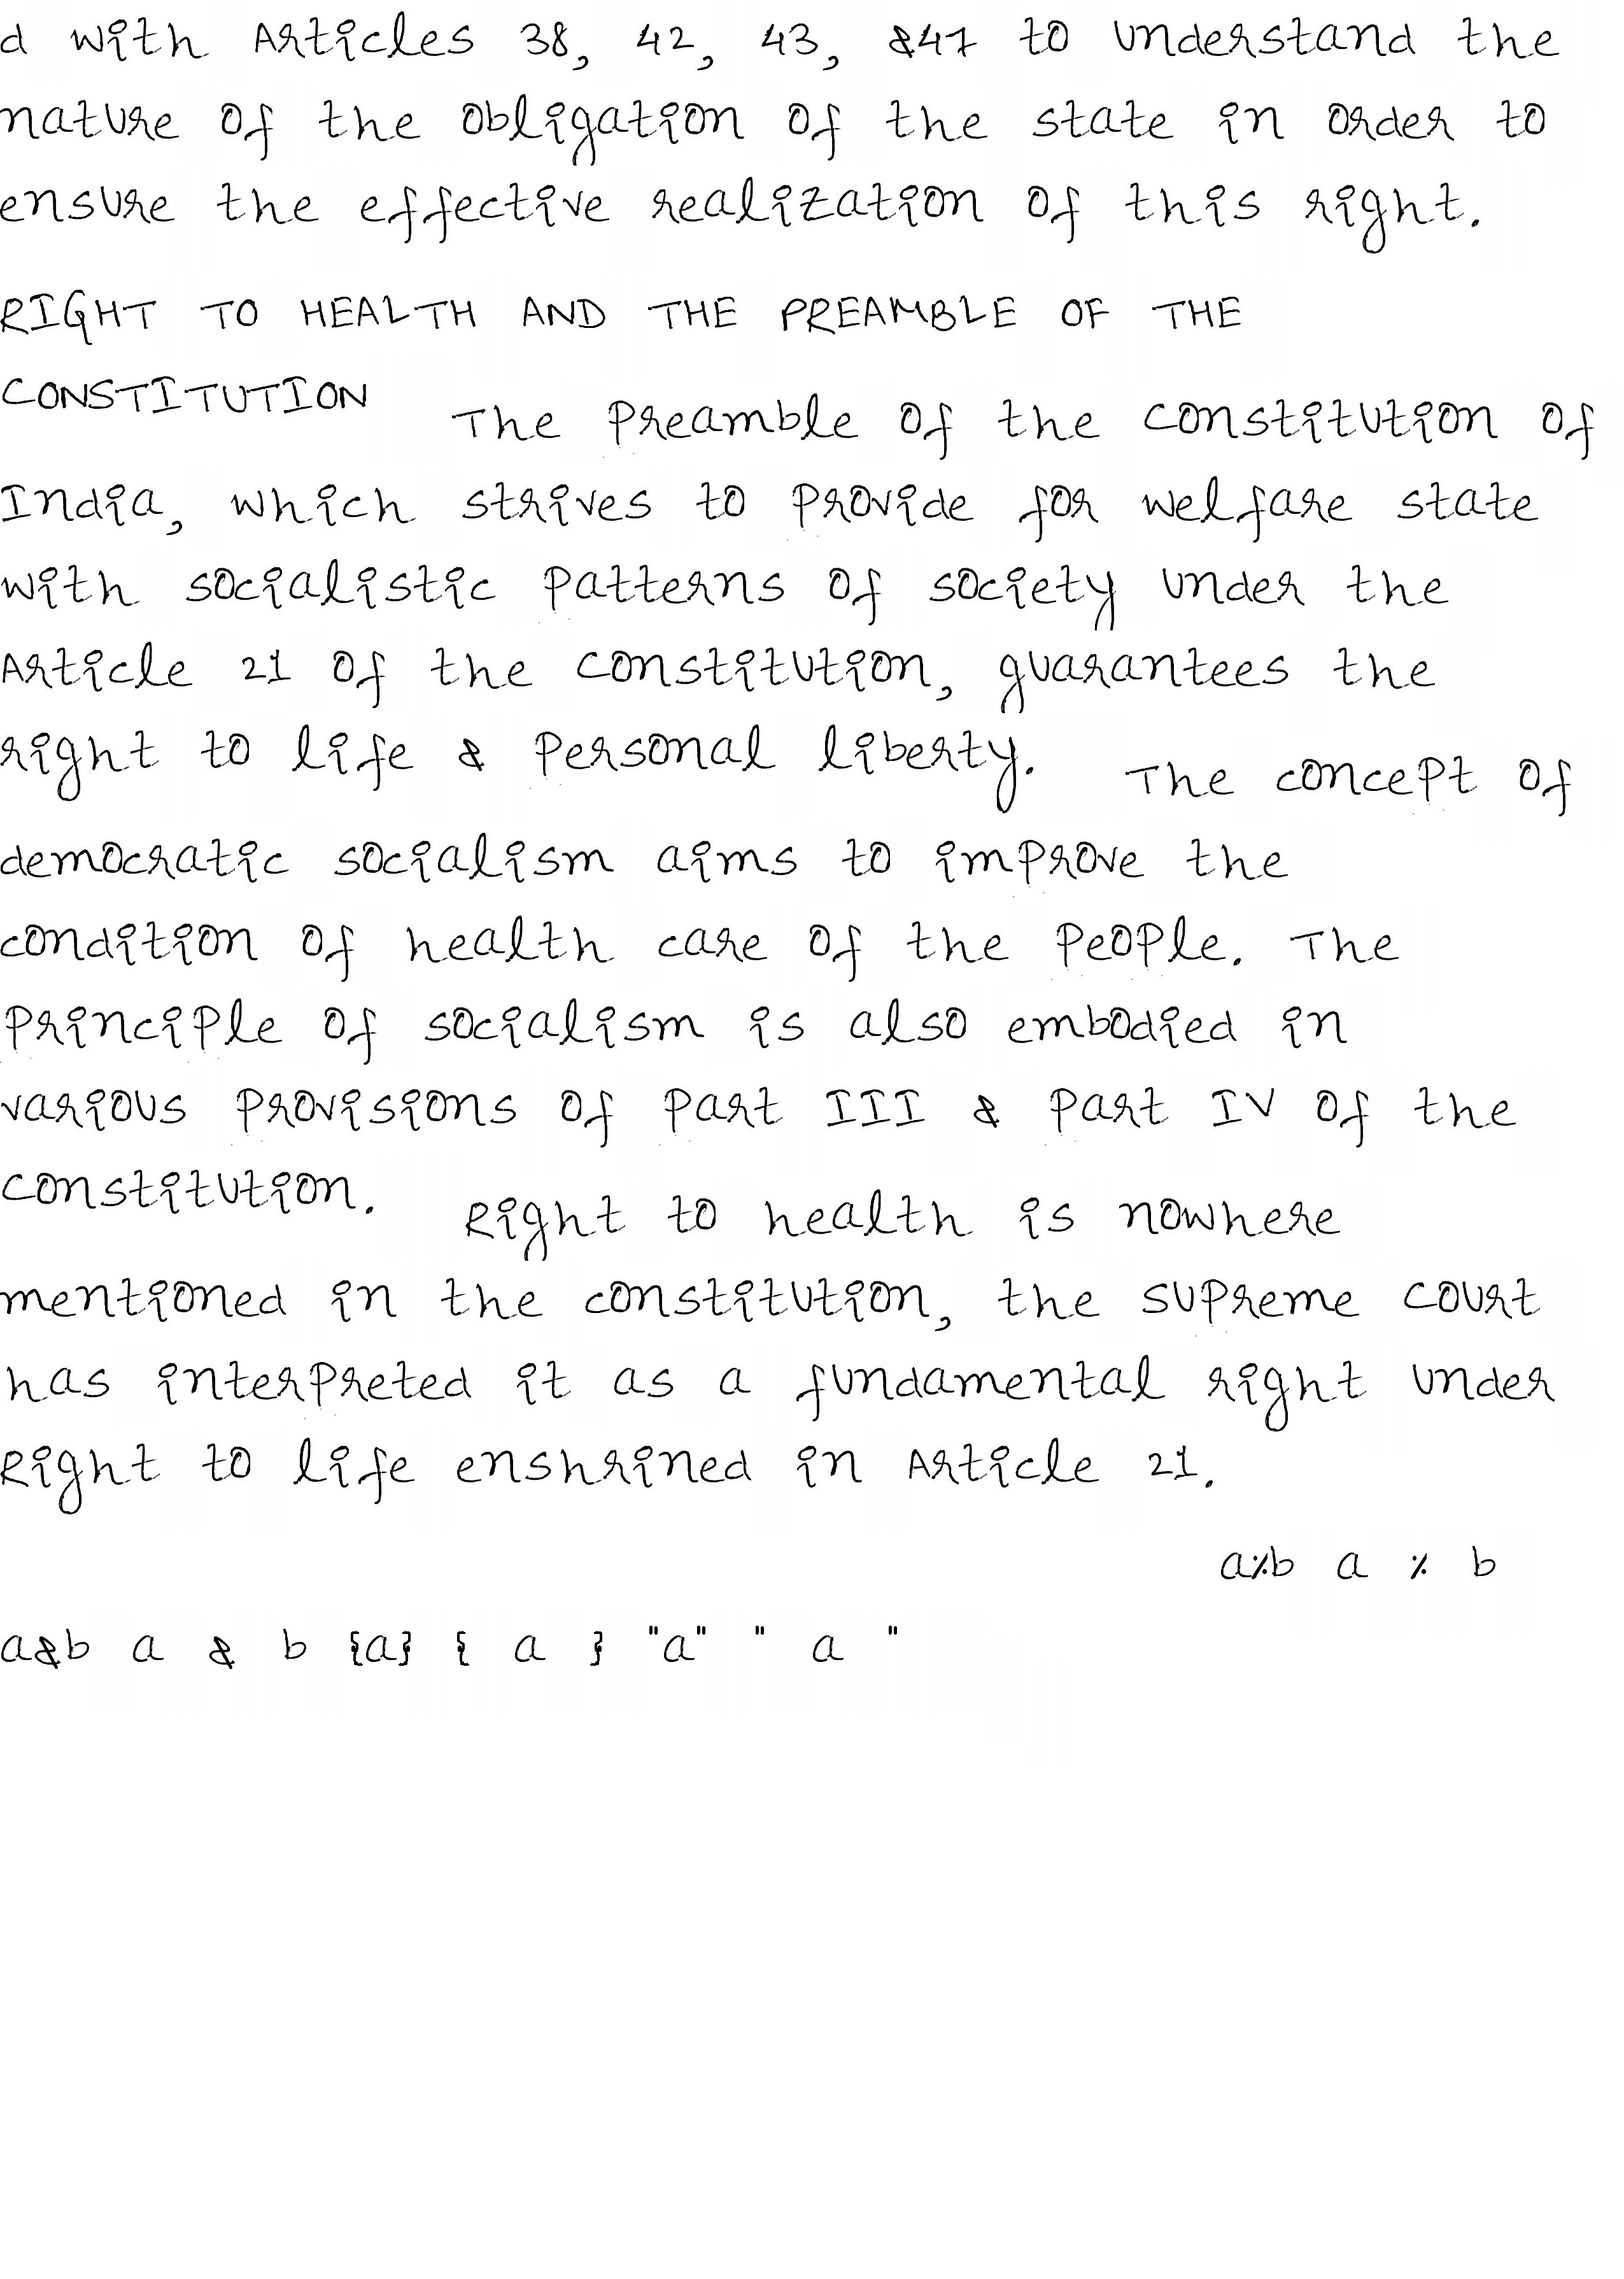 d with Articles 38, 42, 43, &47 to understand the
nature of the obligation of the state in order to
ensure the effective realization of this right.
RIGHT TO HEALTH AND THE PREAMBLE OF THE
CONSTITUTION The Preamble of the constitution of
India, which strives to provide for welfare state
with socialistic patterns of society under the
Article 21 of the constitution, guarantees the
right to life & personal liberty. The concept of
democratic socialism aims to improve the
condition of health care of the people. The
principle of socialism is also embodied in
various provisions of part III & part IV of the
constitution. Right to health is nowhere
mentioned in the constitution, the supreme court
has interpreted it as a fundamental right under
Right to life enshrined in Article 21.
a%b a % b
a&b a & b {a} { a } "a" " a "